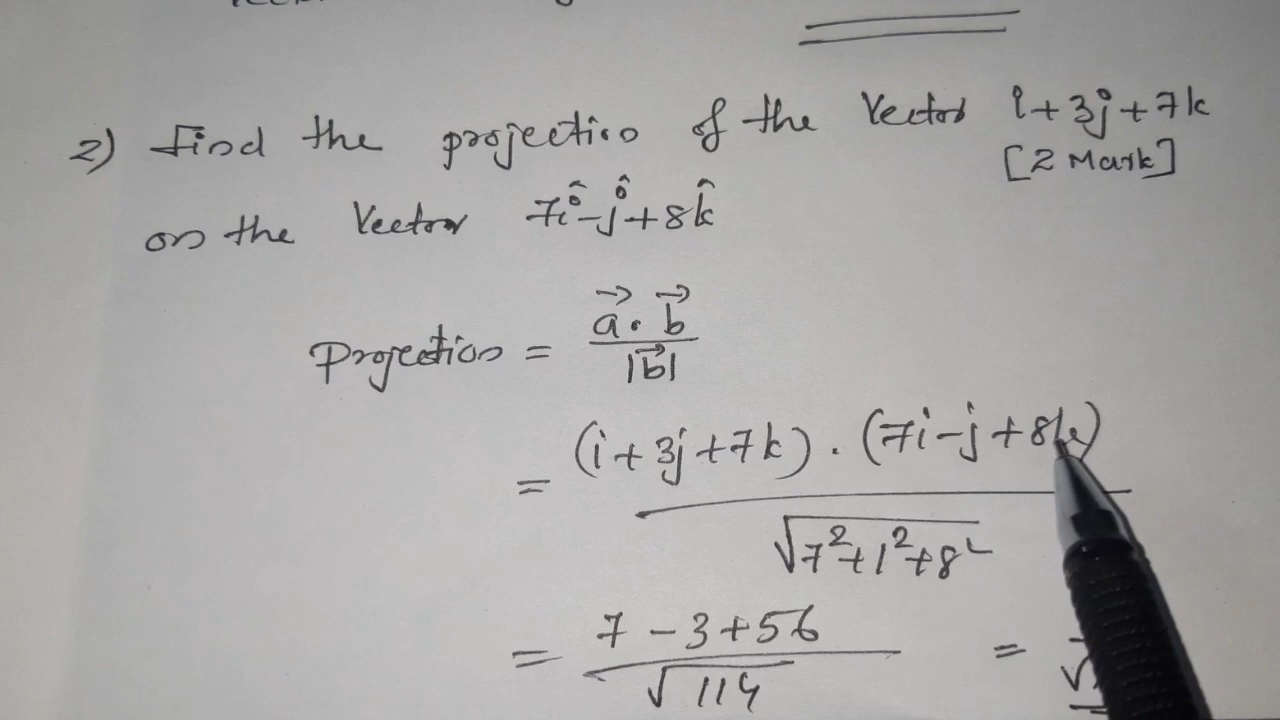 2) Find the projection of the vector i + 3j + 7k
[2 Mark]
on the vector 7î - ĵ + 8k̂
Projection = a⃗ . b⃗ / |b⃗|
= (i + 3j + 7k) . (7i - j + 8k) / √7² + 1² + 8²
= 7 - 3 + 56 / √114 =